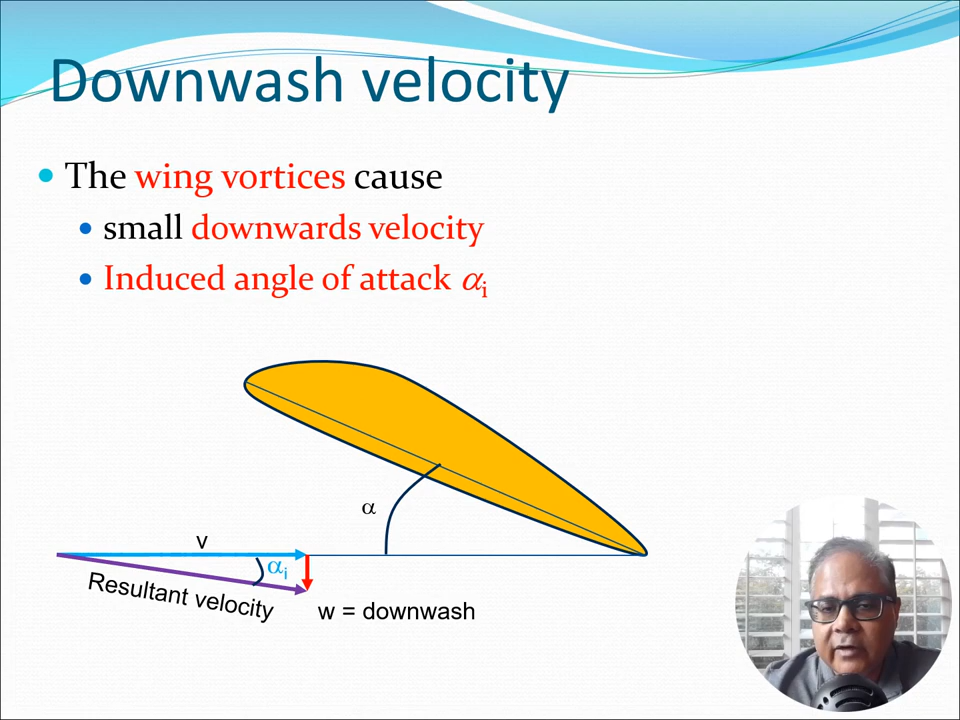 Downwash velocity
The wing vortices cause
small downwards velocity
Induced angle of attack αi
α
v
αi
Resultant velocity
w = downwash